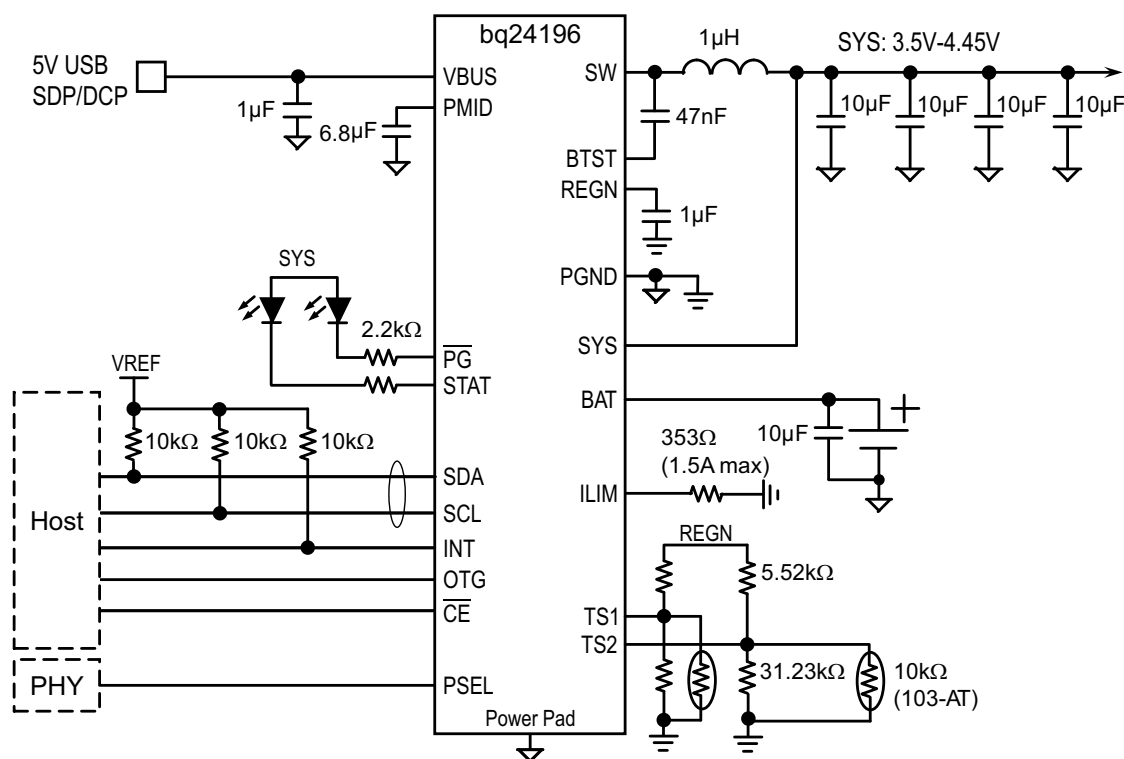 bq24196
5V USB
SDP/DCP
1µF
6.8µF
VBUS
PMID
SW
1µH
SYS: 3.5V-4.45V
47nF
10µF
10µF
10µF
10µF
BTST
REGN
1µF
PGND
SYS
SYS
2.2kΩ
PG
STAT
VREF
10kΩ
10kΩ
10kΩ
BAT
10µF
+
353Ω
(1.5A max)
ILIM
Host
SDA
SCL
INT
OTG
CE
REGN
5.52kΩ
TS1
TS2
31.23kΩ
10kΩ
(103-AT)
PHY
PSEL
Power Pad